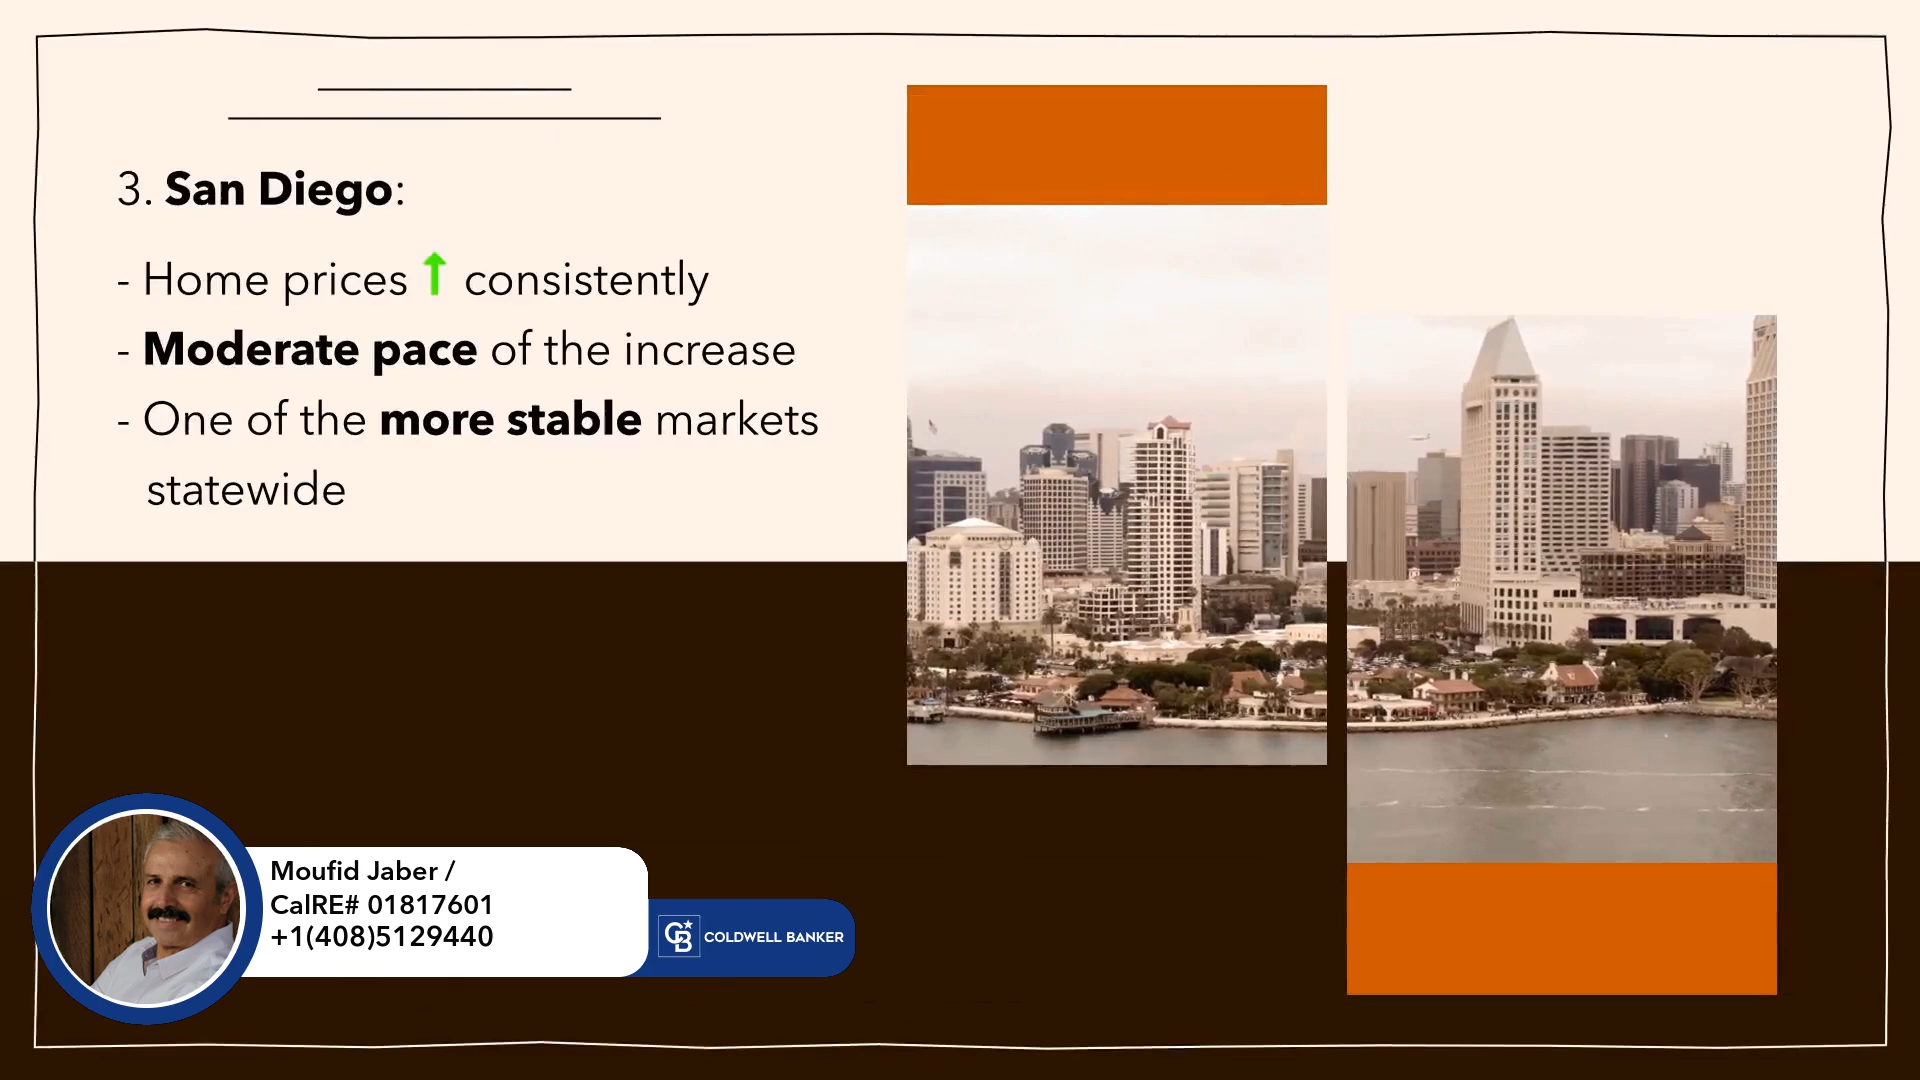 3. San Diego:
- Home prices ↑ consistently
- Moderate pace of the increase
- One of the more stable markets
statewide
Moufid Jaber /
CalRE# 01817601
+1(408)5129440
CB COLDWELL BANKER